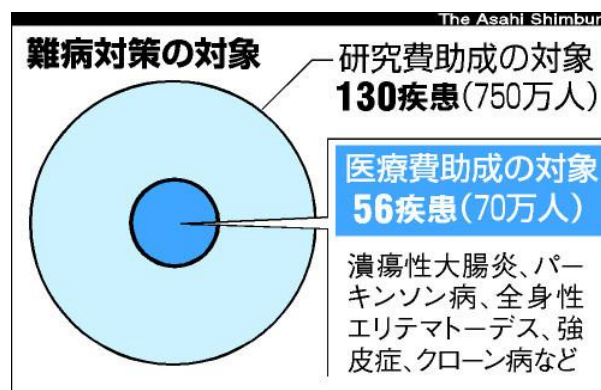 The Asahi Shimbun
難病対策の対象
研究費助成の対象
130疾患(750万人)
医療費助成の対象
56疾患(70万人)
潰瘍性大腸炎、パー
キンソン病、全身性
エリテマトーデス、強
皮症、クローン病など